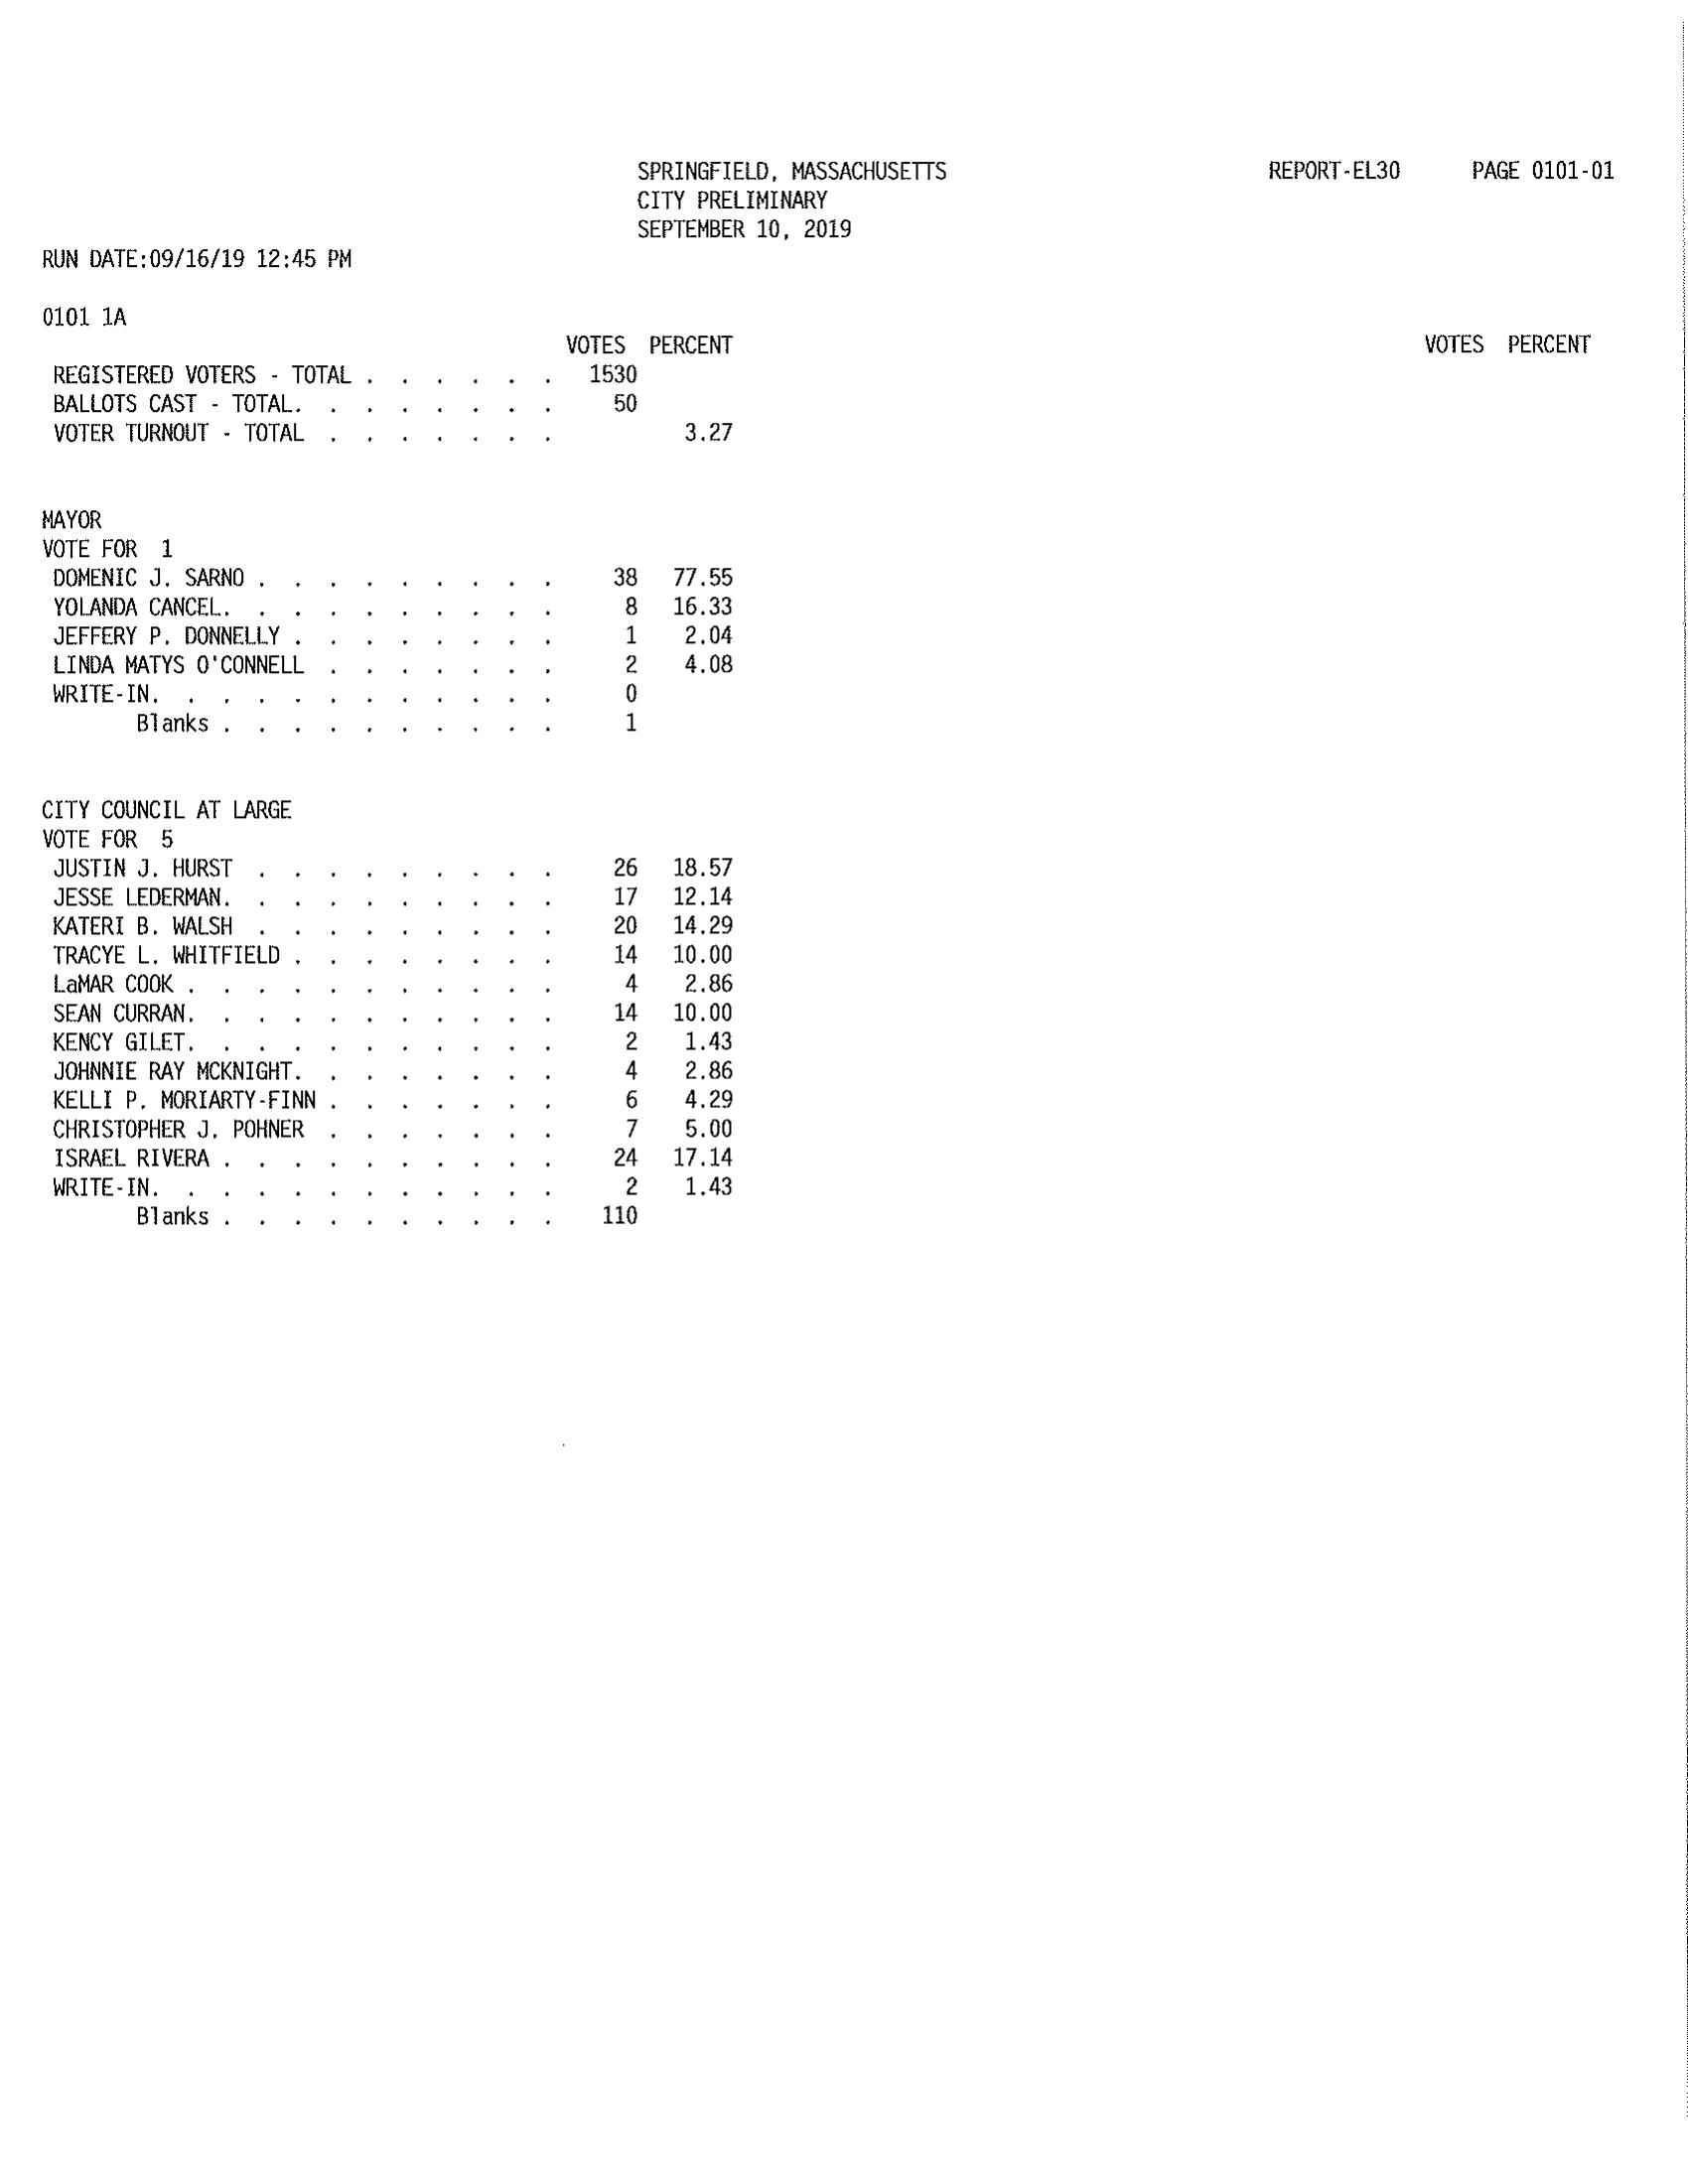 SPRINGFIELD, MASSACHUSETTS REPORT-EL30 PAGE 0101-01
CITY PRELIMINARY
SEPTEMBER 10, 2019
RUN DATE:09/16/19 12:45 PM
0101 1A
VOTES PERCENT VOTES PERCENT
REGISTERED VOTERS - TOTAL . . . . . . 1530
BALLOTS CAST - TOTAL. . . . . . . . 50
VOTER TURNOUT - TOTAL . . . . . . . 3.27
MAYOR
VOTE FOR 1
DOMENIC J. SARNO . . . . . . . . . 38 77.55
YOLANDA CANCEL. . . . . . . . . . 8 16.33
JEFFERY P. DONNELLY . . . . . . . . 1 2.04
LINDA MATYS O'CONNELL . . . . . . . 2 4.08
WRITE-IN. . . . . . . . . . . . 0
Blanks . . . . . . . . . . 1
CITY COUNCIL AT LARGE
VOTE FOR 5
JUSTIN J. HURST . . . . . . . . . 26 18.57
JESSE LEDERMAN. . . . . . . . . . 17 12.14
KATERI B. WALSH . . . . . . . . . 20 14.29
TRACYE L. WHITFIELD . . . . . . . . 14 10.00
LaMAR COOK . . . . . . . . . . . 4 2.86
SEAN CURRAN. . . . . . . . . . . 14 10.00
KENCY GILET. . . . . . . . . . . 2 1.43
JOHNNIE RAY MCKNIGHT. . . . . . . . 4 2.86
KELLI P. MORIARTY-FINN . . . . . . . 6 4.29
CHRISTOPHER J. POHNER . . . . . . . 7 5.00
ISRAEL RIVERA . . . . . . . . . . 24 17.14
WRITE-IN. . . . . . . . . . . . 2 1.43
Blanks . . . . . . . . . . 110